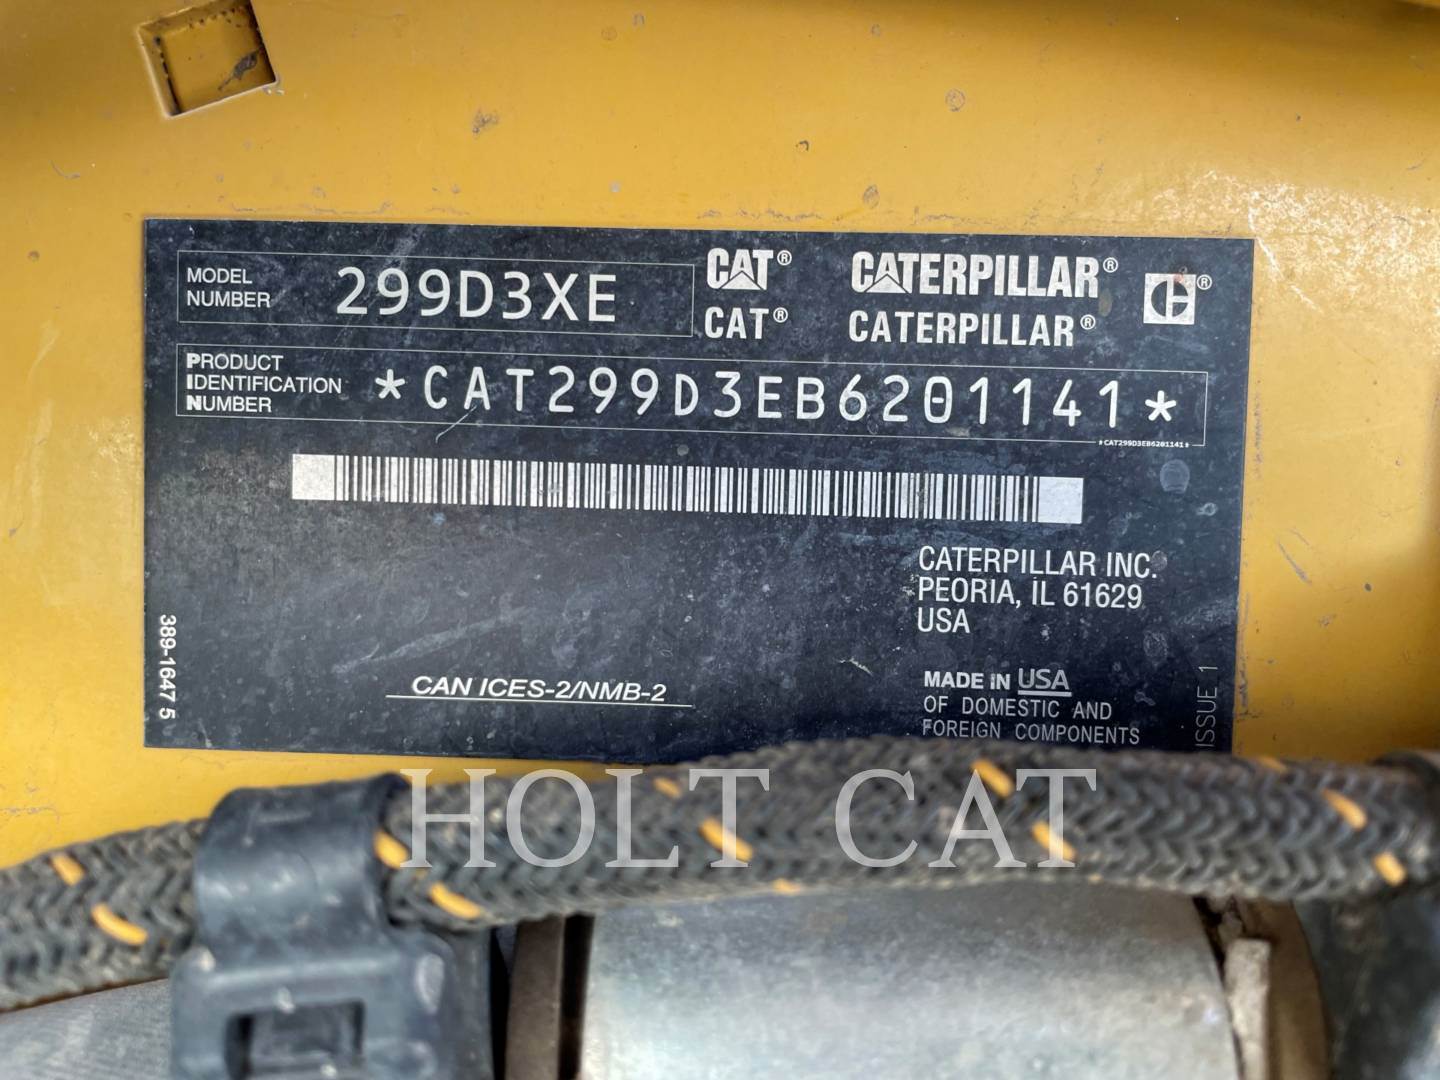 MODEL NUMBER 299D3XE
CAT® CATERPILLAR® ®
CAT® CATERPILLAR®
PRODUCT IDENTIFICATION NUMBER *CAT299D3EB6201141*
*CAT299D3EB6201141*
CATERPILLAR INC.
PEORIA, IL 61629
USA
389-1647 5
CAN ICES-2/NMB-2
MADE IN USA
OF DOMESTIC AND
FOREIGN COMPONENTS
ISSUE 1
HOLT CAT